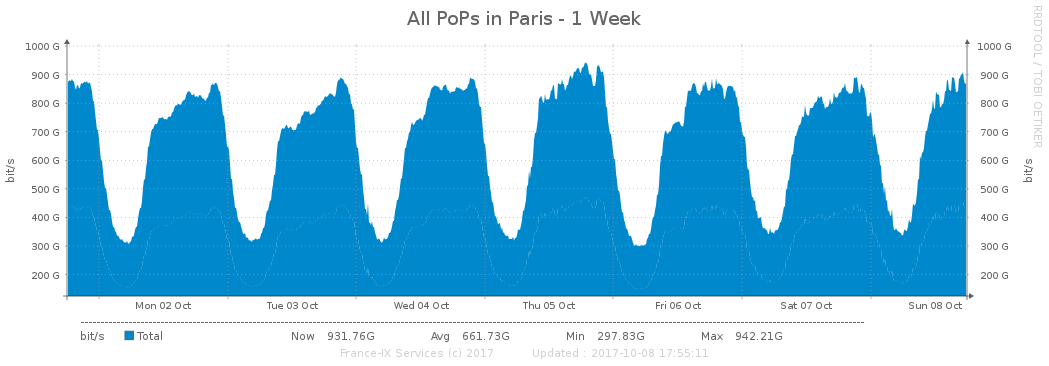 All PoPs in Paris - 1 Week
RRDTOOL / TOBI OETIKER
bit/s
1000 G
900 G
800 G
700 G
600 G
500 G
400 G
300 G
200 G
1000 G
900 G
800 G
700 G
600 G
500 G
400 G
300 G
200 G
bit/s
Mon 02 Oct Tue 03 Oct Wed 04 Oct Thu 05 Oct Fri 06 Oct Sat 07 Oct Sun 08 Oct
bit/s Total Now 931.76G Avg 661.73G Min 297.83G Max 942.21G
France-IX Services (c) 2017 Updated : 2017-10-08 17:55:11